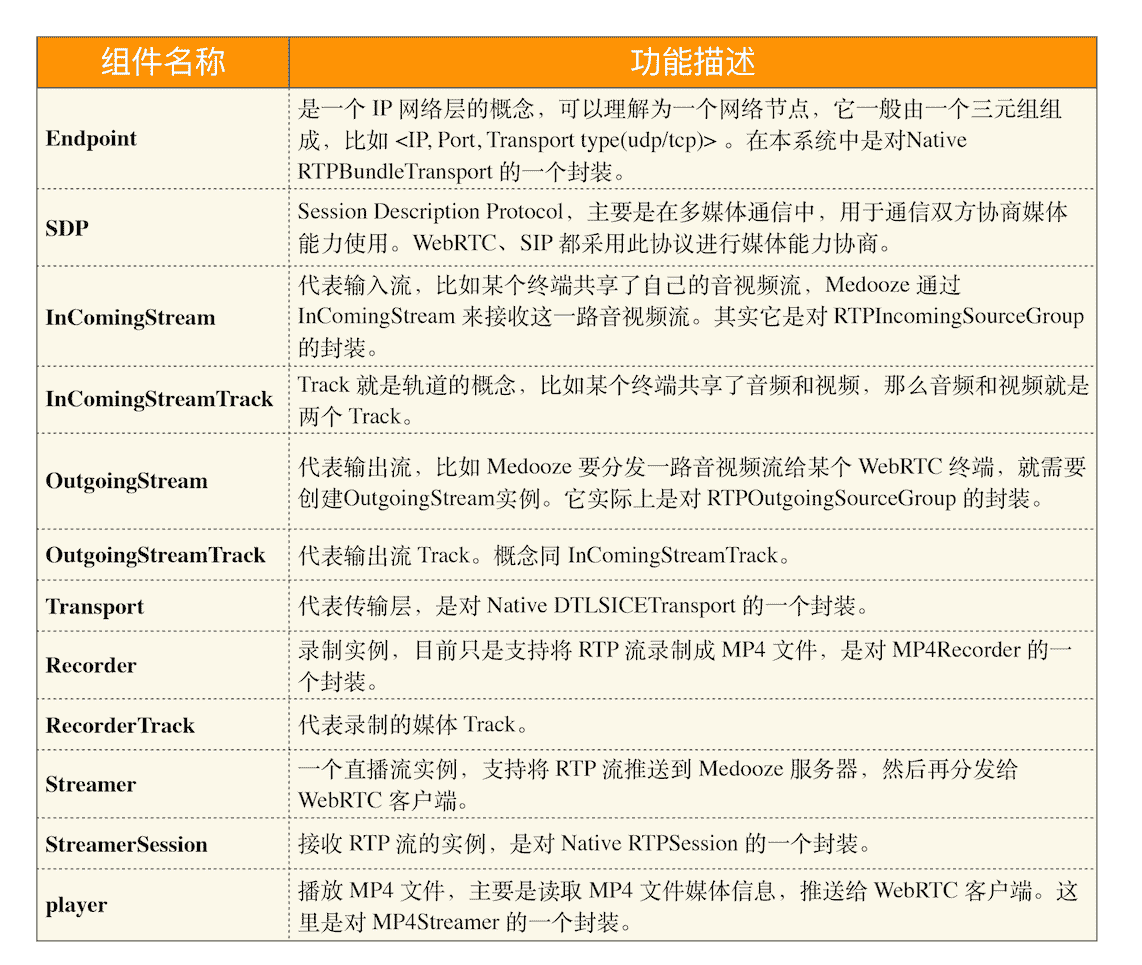 组件名称
功能描述
Endpoint
是一个 IP 网络层的概念，可以理解为一个网络节点，它一般由一个三元组组
成，比如 <IP, Port, Transport type(udp/tcp)> 。在本系统中是对Native
RTPBundleTransport 的一个封装。
SDP
Session Description Protocol，主要是在多媒体通信中，用于通信双方协商媒体
能力使用。WebRTC、SIP 都采用此协议进行媒体能力协商。
InComingStream
代表输入流，比如某个终端共享了自己的音视频流，Medooze 通过
InComingStream 来接收这一路音视频流。其实它是对 RTPIncomingSourceGroup
的封装。
InComingStreamTrack
Track 就是轨道的概念，比如某个终端共享了音频和视频，那么音频和视频就是
两个 Track。
OutgoingStream
代表输出流，比如 Medooze 要分发一路音视频流给某个 WebRTC 终端，就需要
创建OutgoingStream实例。它实际上是对 RTPOutgoingSourceGroup 的封装。
OutgoingStreamTrack
代表输出流 Track。概念同 InComingStreamTrack。
Transport
代表传输层，是对 Native DTLSICETransport 的一个封装。
Recorder
录制实例，目前只是支持将 RTP 流录制成 MP4 文件，是对 MP4Recorder 的一
个封装。
RecorderTrack
代表录制的媒体 Track。
Streamer
一个直播流实例，支持将 RTP 流推送到 Medooze 服务器，然后再分发给
WebRTC 客户端。
StreamerSession
接收 RTP 流的实例，是对 Native RTPSession 的一个封装。
player
播放 MP4 文件，主要是读取 MP4 文件媒体信息，推送给 WebRTC 客户端。这
里是对 MP4Streamer 的一个封装。